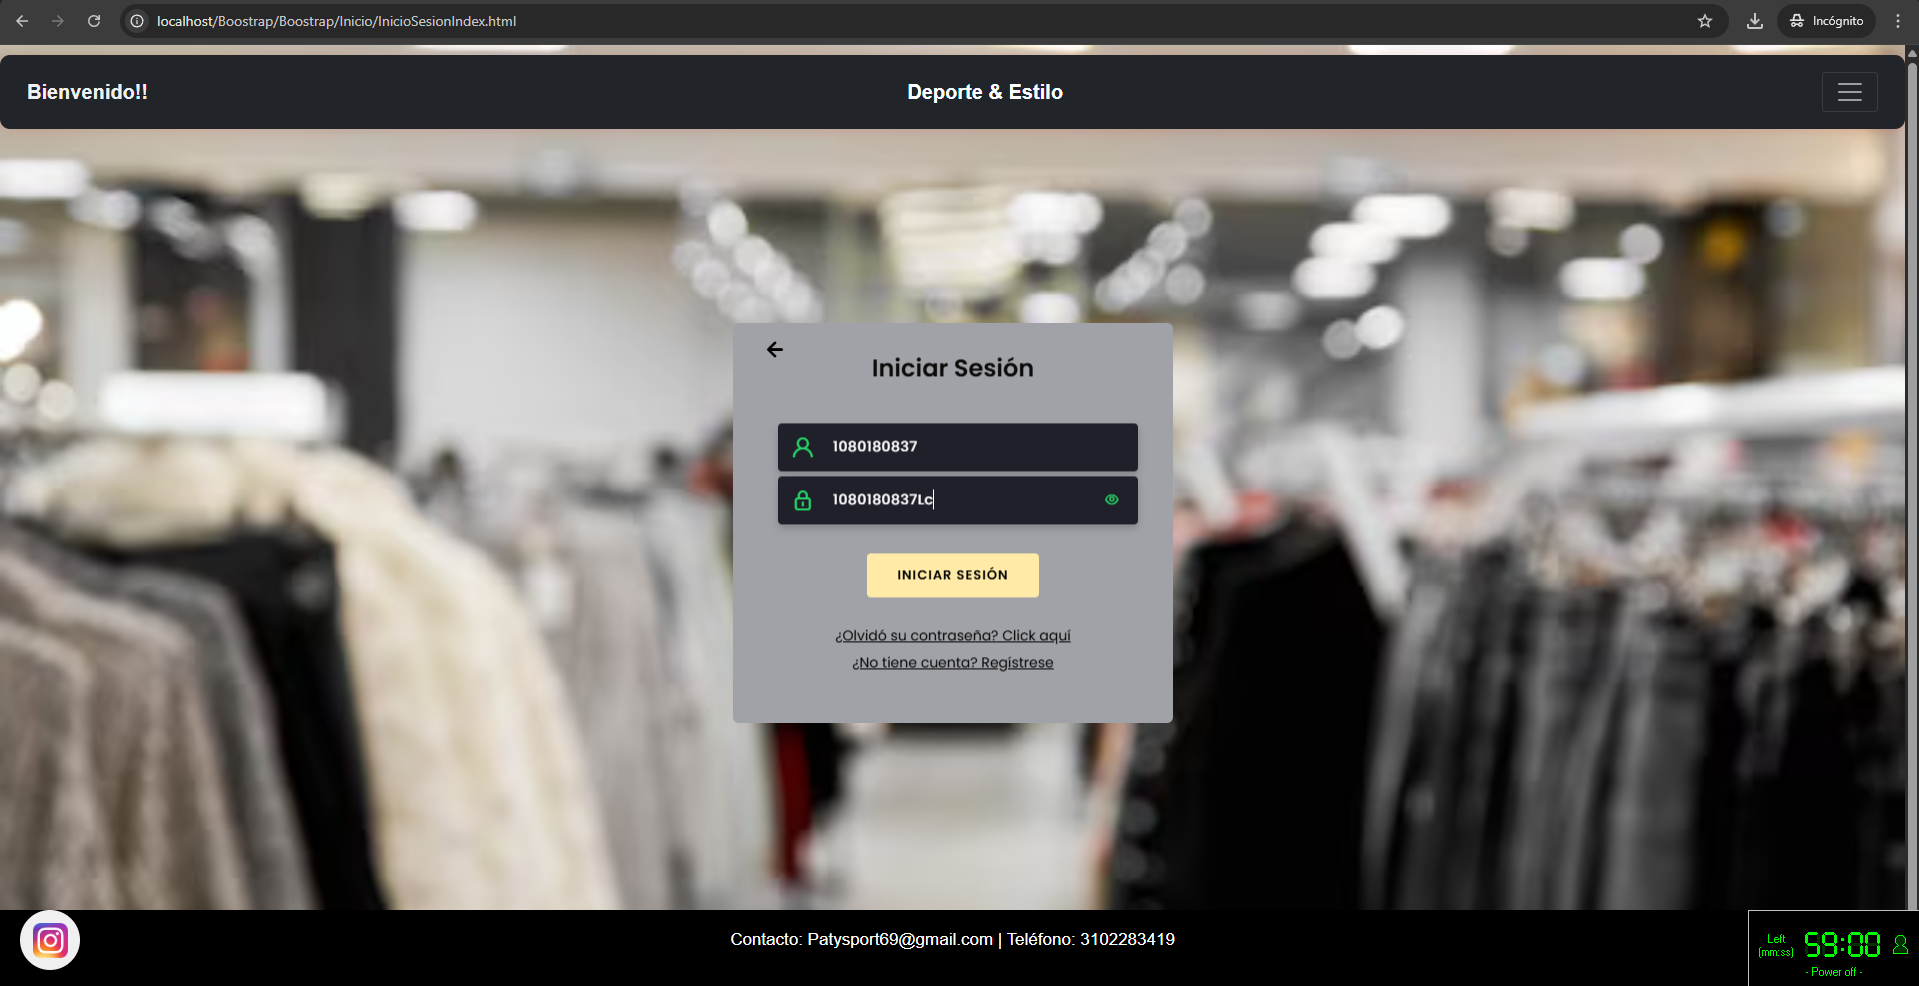 localhost/Boostrap/Boostrap/Inicio/InicioSesionIndex.html
Incógnito
Bienvenido!!
Deporte & Estilo
Iniciar Sesión
1080180837
1080180837Lc
INICIAR SESIÓN
¿Olvidó su contraseña? Click aquí
¿No tiene cuenta? Regístrese
Contacto: Patysport69@gmail.com | Teléfono: 3102283419
Left
(mm:ss)
59:00
- Power off -